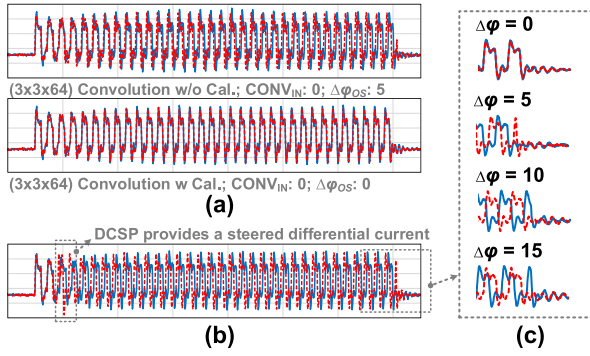 (3x3x64) Convolution w/o Cal.; CONV_IN: 0; Δφ_OS: 5
(3x3x64) Convolution w Cal.; CONV_IN: 0; Δφ_OS: 0
(a)
DCSP provides a steered differential current
(b)
Δφ = 0
Δφ = 5
Δφ = 10
Δφ = 15
(c)